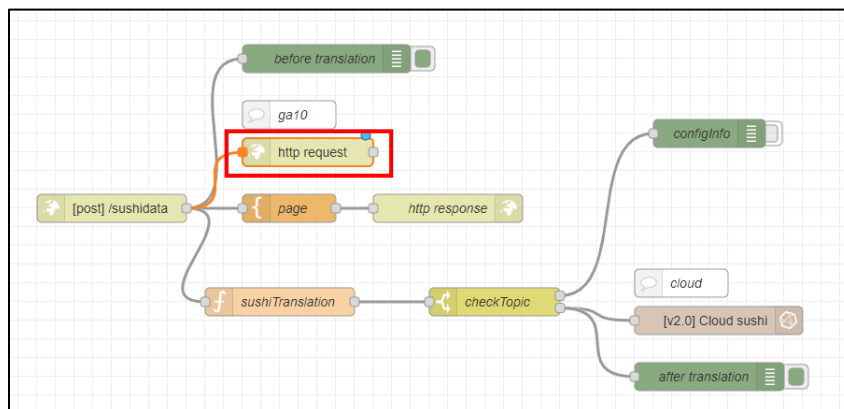 before translation
ga10
http request
configInfo
[post] /sushidata
page
http response
cloud
sushiTranslation
checkTopic
[v2.0] Cloud sushi
after translation